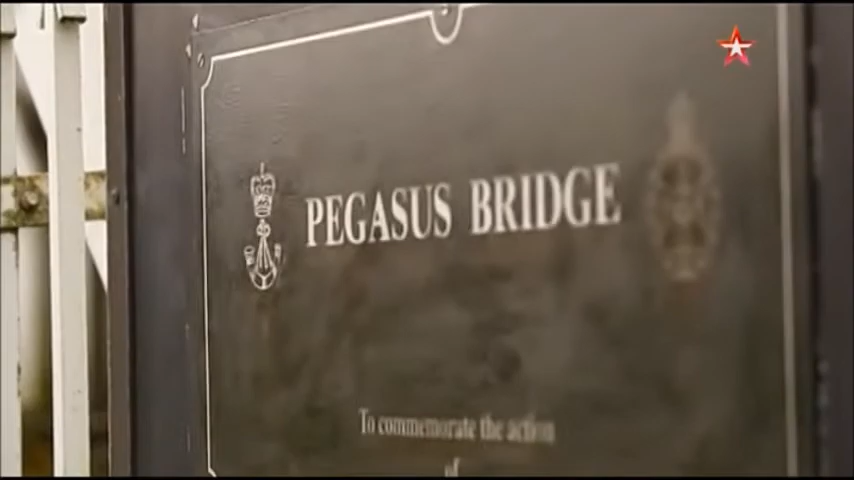 PEGASUS BRIDGE
To commemorate the action
of